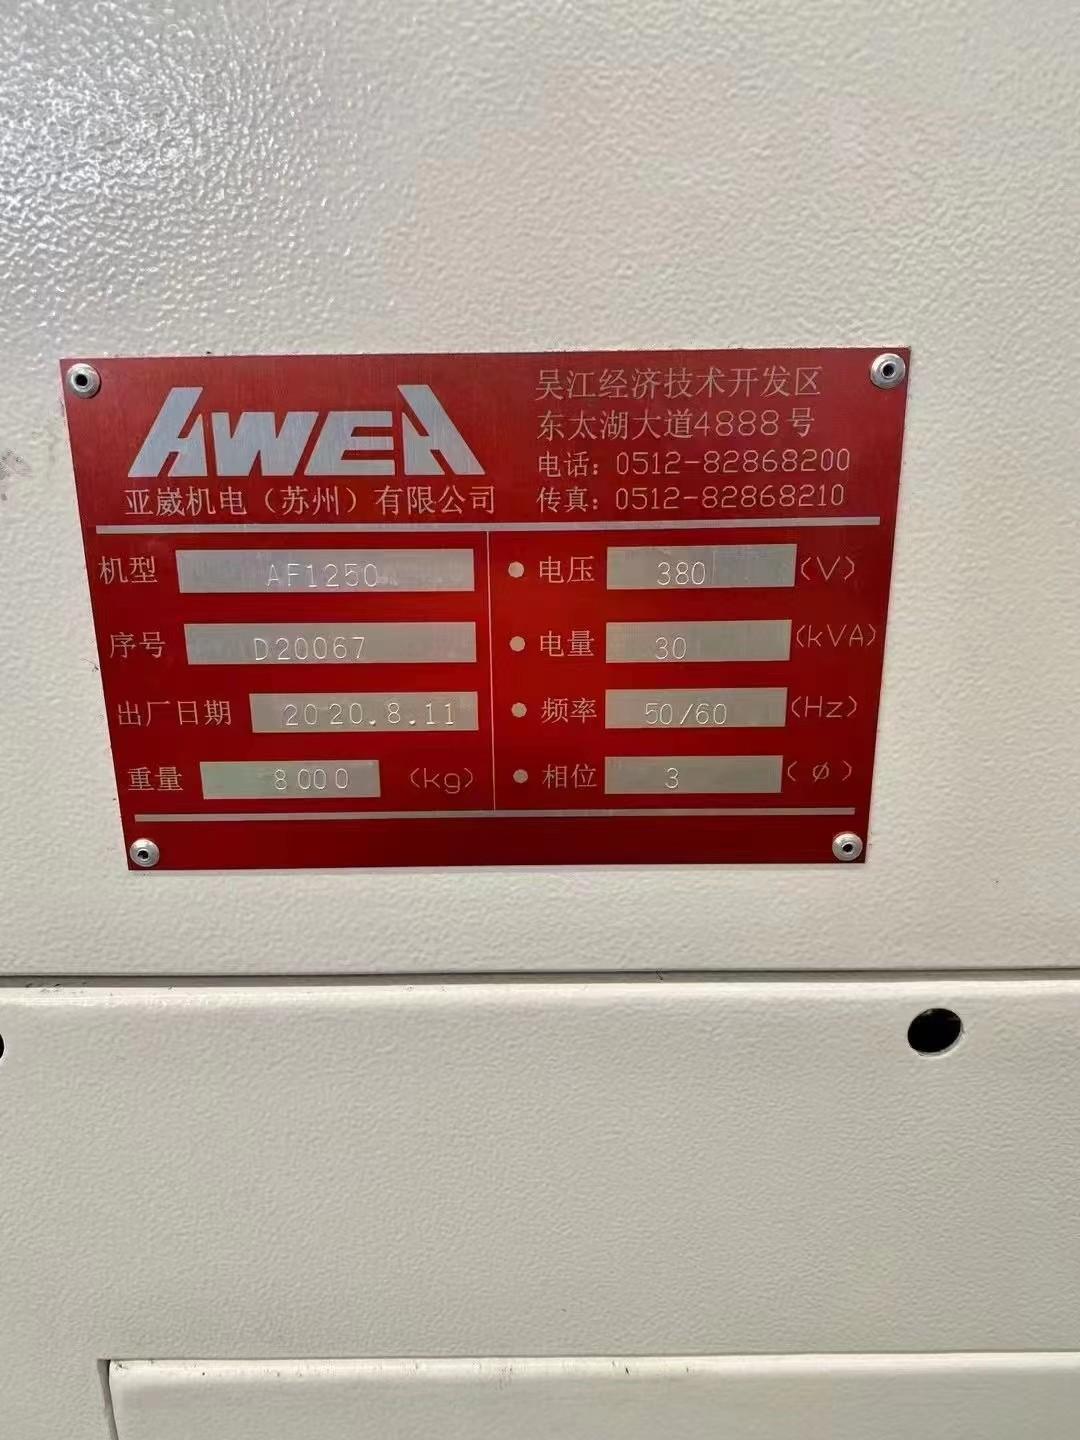 AWEA
亚崴机电（苏州）有限公司
吴江经济技术开发区
东太湖大道4888号
电话：0512-82868200
传真：0512-82868210
机型 AF1250
序号 D20067
出厂日期 2020.8.11
重量 8000 (kg)
电压 380 (V)
电量 30 (kVA)
频率 50/60 (Hz)
相位 3 (ø)